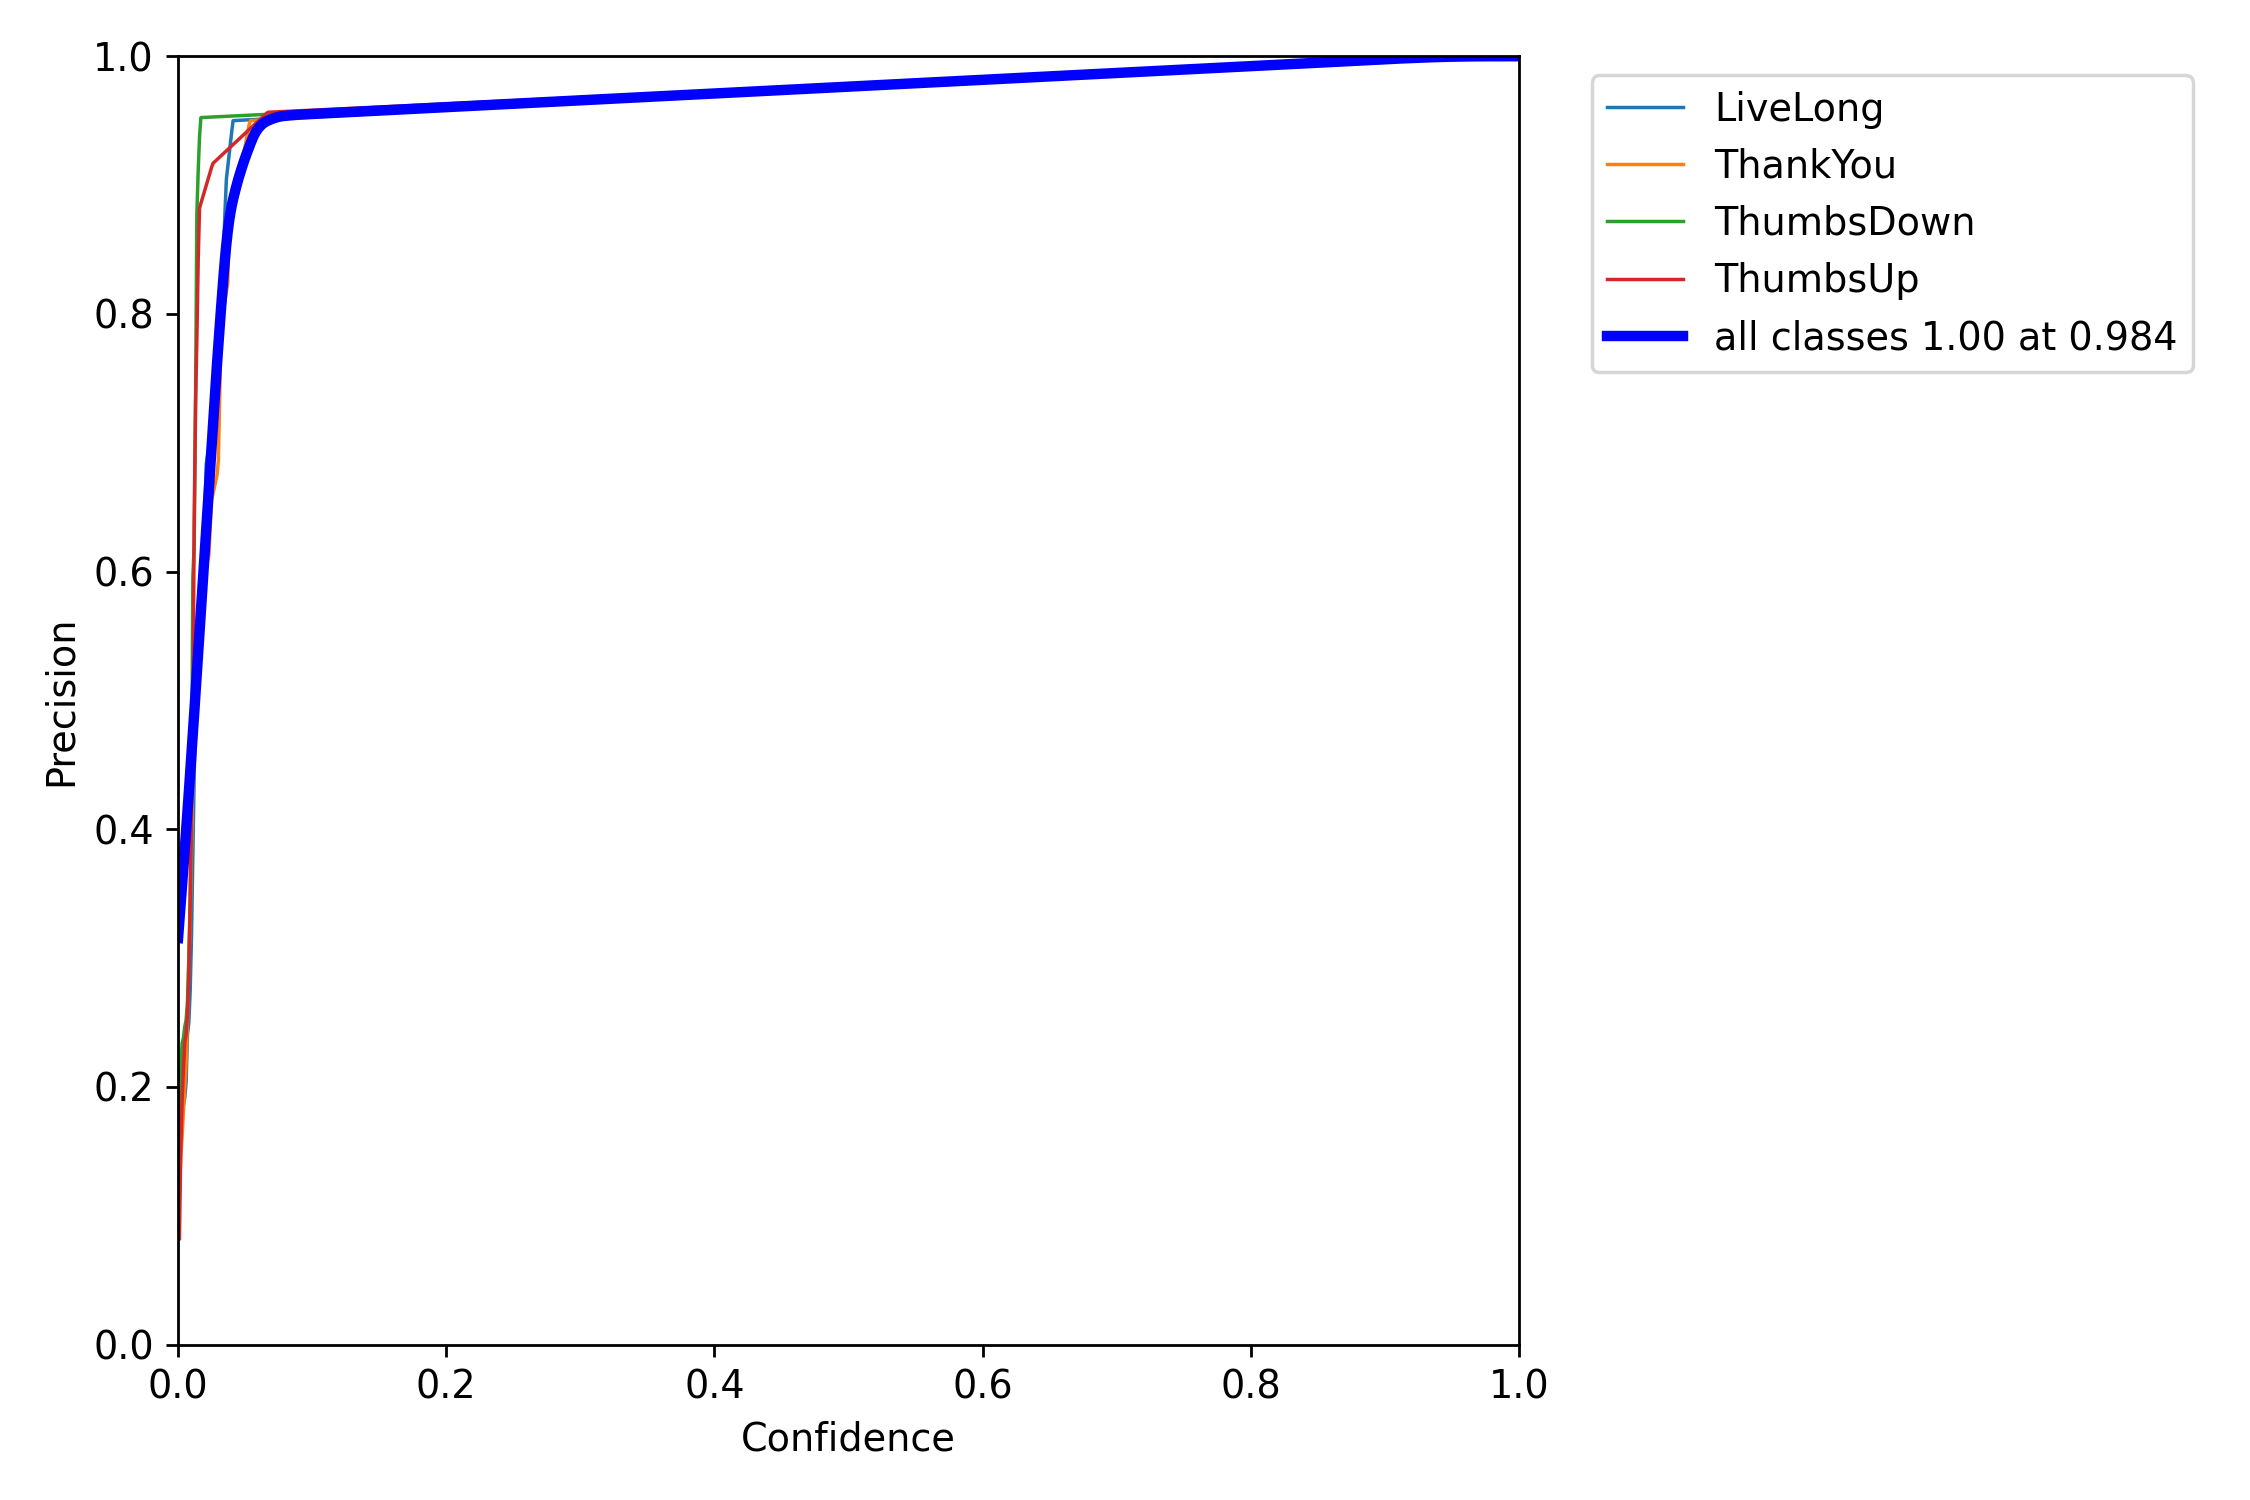 1.0
0.8
0.6
0.4
0.2
0.0
0.0 0.2 0.4 0.6 0.8 1.0
Precision
Confidence
LiveLong
ThankYou
ThumbsDown
ThumbsUp
all classes 1.00 at 0.984